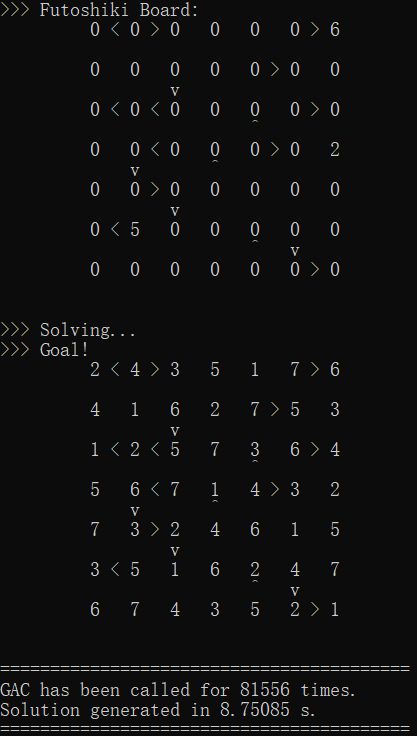 >>> Futoshiki Board:
0 < 0 > 0 0 0 0 > 6
0 0 0 0 0 > 0 0
v
0 < 0 < 0 0 0 0 > 0
^
0 0 < 0 0 0 > 0 2
v ^
0 0 > 0 0 0 0 0
v
0 < 5 0 0 0 0 0
^ v
0 0 0 0 0 0 > 0
>>> Solving...
>>> Goal!
2 < 4 > 3 5 1 7 > 6
4 1 6 2 7 > 5 3
v
1 < 2 < 5 7 3 6 > 4
^
5 6 < 7 1 4 > 3 2
v ^
7 3 > 2 4 6 1 5
v
3 < 5 1 6 2 4 7
^ v
6 7 4 3 5 2 > 1
=========================================
GAC has been called for 81556 times.
Solution generated in 8.75085 s.
=========================================